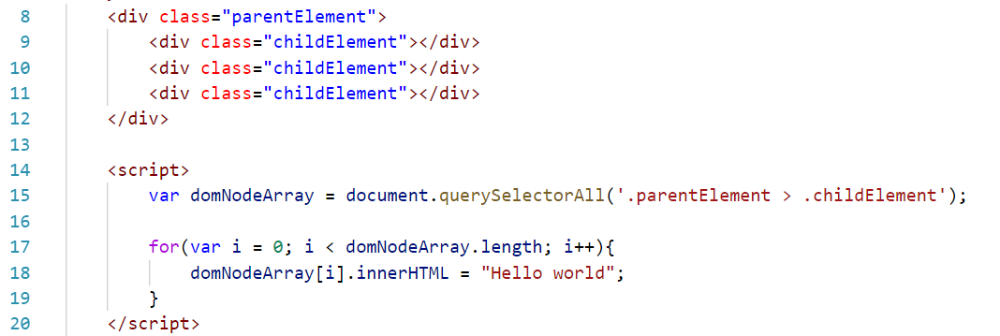 8 <div class="parentElement">
9 <div class="childElement"></div>
10 <div class="childElement"></div>
11 <div class="childElement"></div>
12 </div>
13
14 <script>
15 var domNodeArray = document.querySelectorAll('.parentElement > .childElement');
16
17 for(var i = 0; i < domNodeArray.length; i++){
18 domNodeArray[i].innerHTML = "Hello world";
19 }
20 </script>